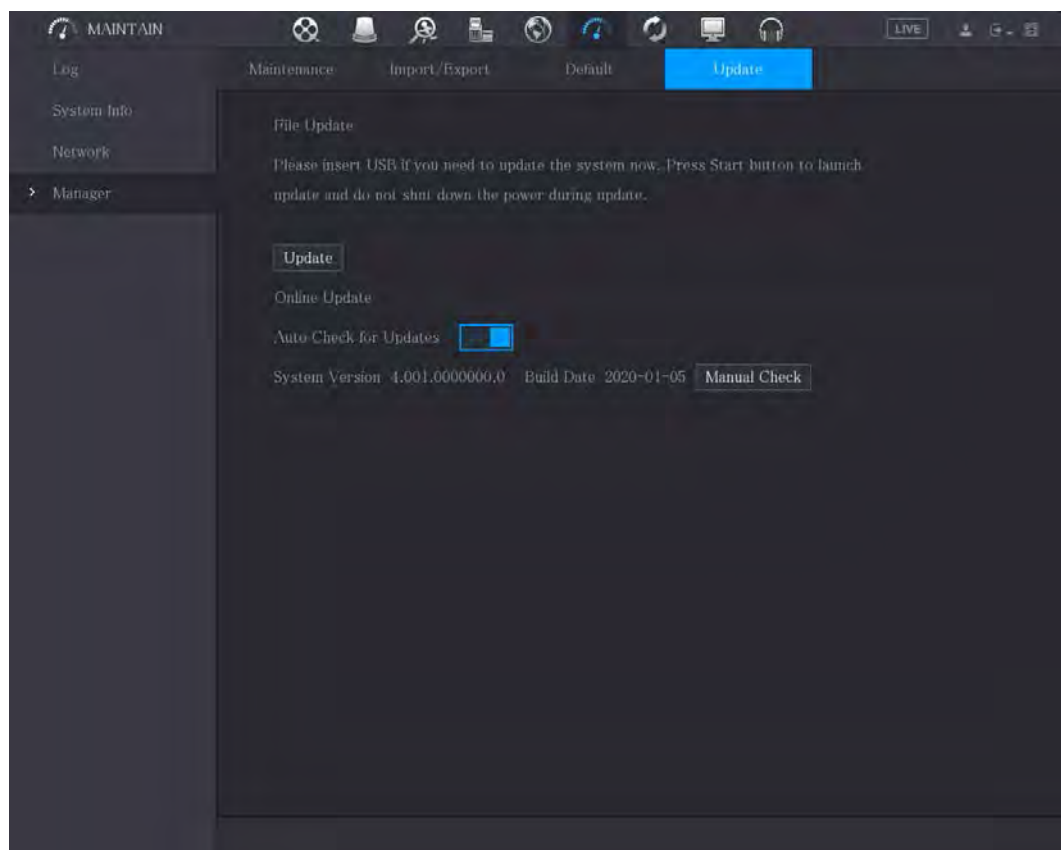 MAINTAIN
LIVE
Log
Maintenance Import/Export Default Update
System Info
Network
Manager
File Update
Please insert USB if you need to update the system now. Press Start button to launch
update and do not shut down the power during update.
Update
Online Update
Auto Check for Updates
System Version 4.001.0000000.0 Build Date 2020-01-05 Manual Check